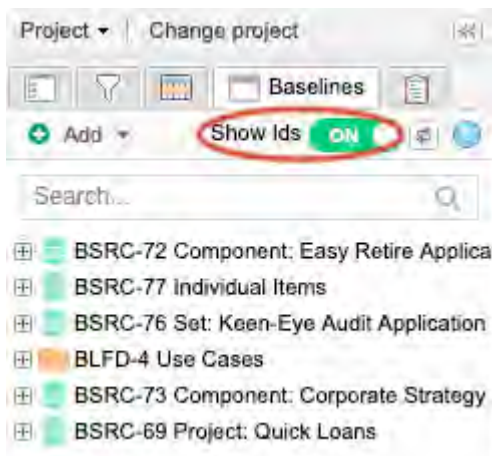 Project Change project
Baselines
Add Show Ids ON
Search...
BSRC-72 Component: Easy Retire Applica
BSRC-77 Individual Items
BSRC-76 Set: Keen-Eye Audit Application
BLFD-4 Use Cases
BSRC-73 Component: Corporate Strategy
BSRC-69 Project: Quick Loans